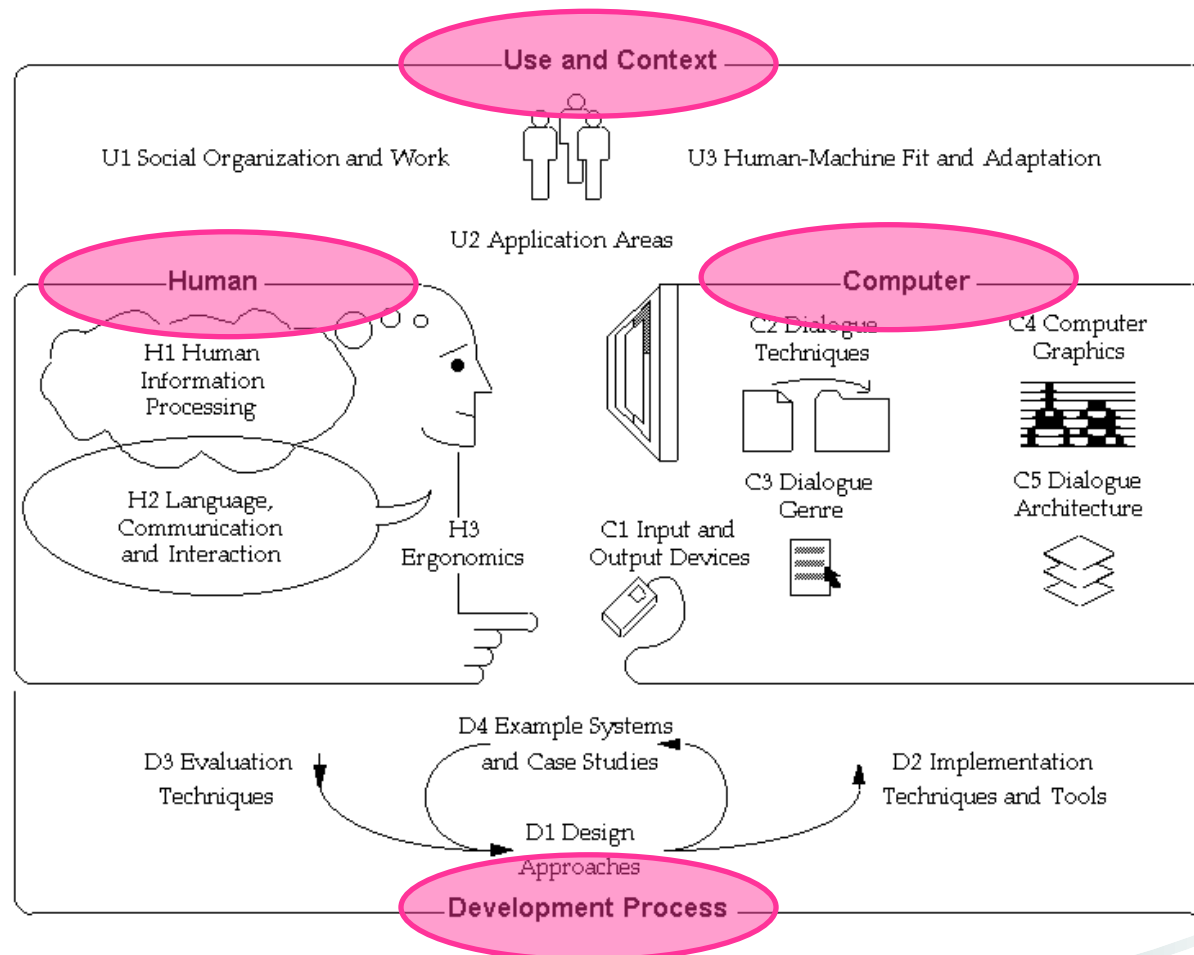 Use and Context
U1 Social Organization and Work
U3 Human-Machine Fit and Adaptation
U2 Application Areas
Human
H1 Human
Information
Processing
H2 Language,
Communication
and Interaction
H3
Ergonomics
Computer
C1 Input and
Output Devices
C2 Dialogue
Techniques
C3 Dialogue
Genre
C4 Computer
Graphics
C5 Dialogue
Architecture
D3 Evaluation
Techniques
D4 Example Systems
and Case Studies
D1 Design
Approaches
D2 Implementation
Techniques and Tools
Development Process